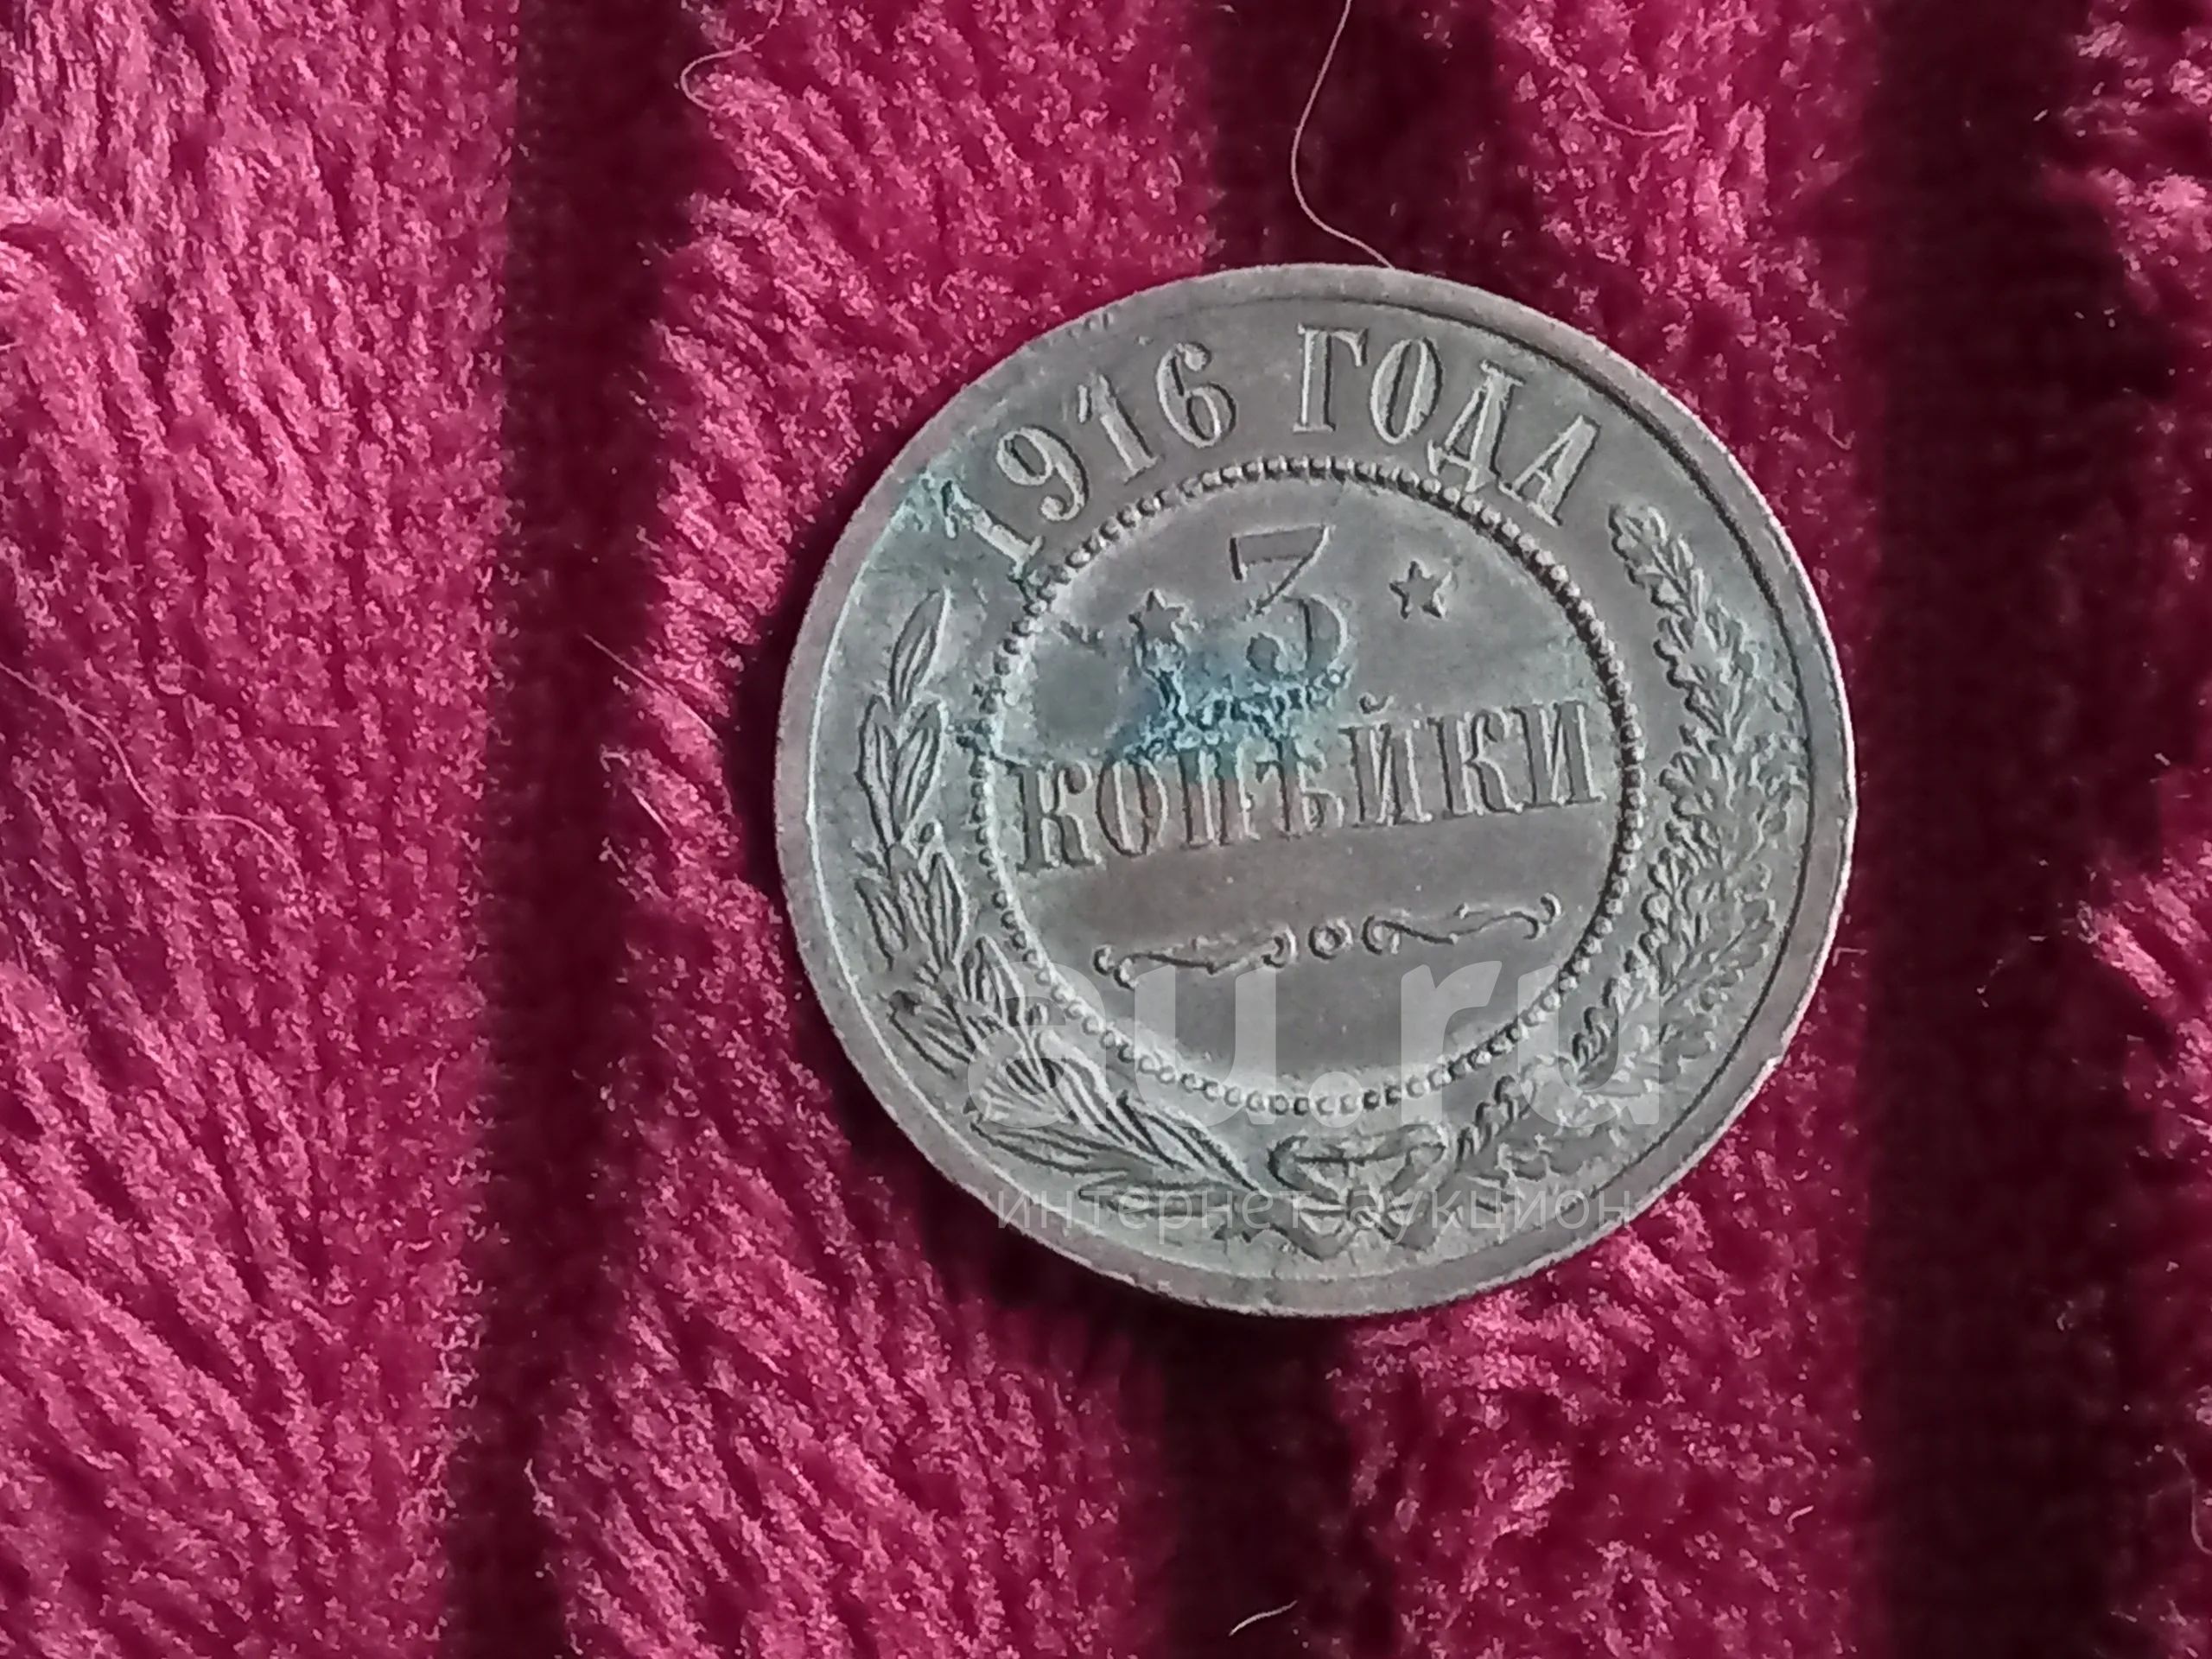 1916 ГОДА
3
КОПѢЙКИ
au.ru
интернет аукцион